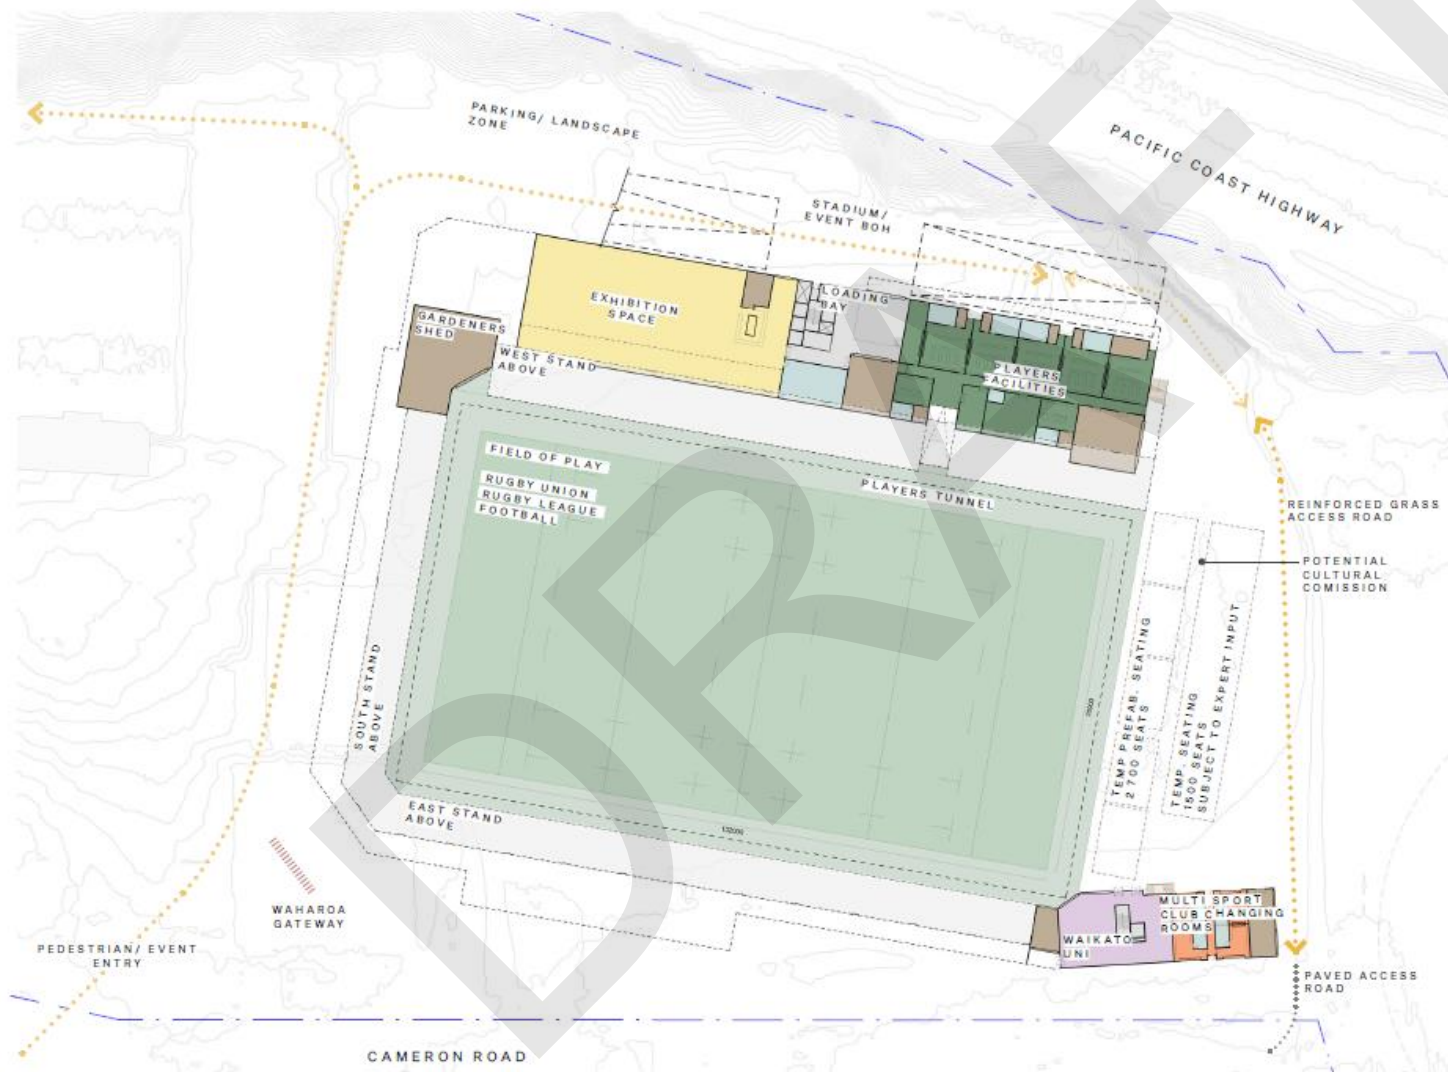 PARKING/ LANDSCAPE
ZONE
PACIFIC COAST HIGHWAY
STADIUM/
EVENT BOH
EXHIBITION
SPACE
LOADING
BAY
GARDENERS
SHED
WEST STAND
ABOVE
PLAYERS
FACILITIES
FIELD OF PLAY
RUGBY UNION
RUGBY LEAGUE
FOOTBALL
PLAYERS TUNNEL
REINFORCED GRASS
ACCESS ROAD
POTENTIAL
CULTURAL
COMISSION
SOUTH STAND
ABOVE
TEMP PREFAB. SEATING
2700 SEATS
TEMP. SEATING
1500 SEATS
SUBJECT TO EXPERT INPUT
EAST STAND
ABOVE
132000
WAHAROA
GATEWAY
PEDESTRIAN/ EVENT
ENTRY
WAIKATO
UNI
MULTI SPORT
CLUB CHANGING
ROOMS
PAVED ACCESS
ROAD
CAMERON ROAD
DRAFT